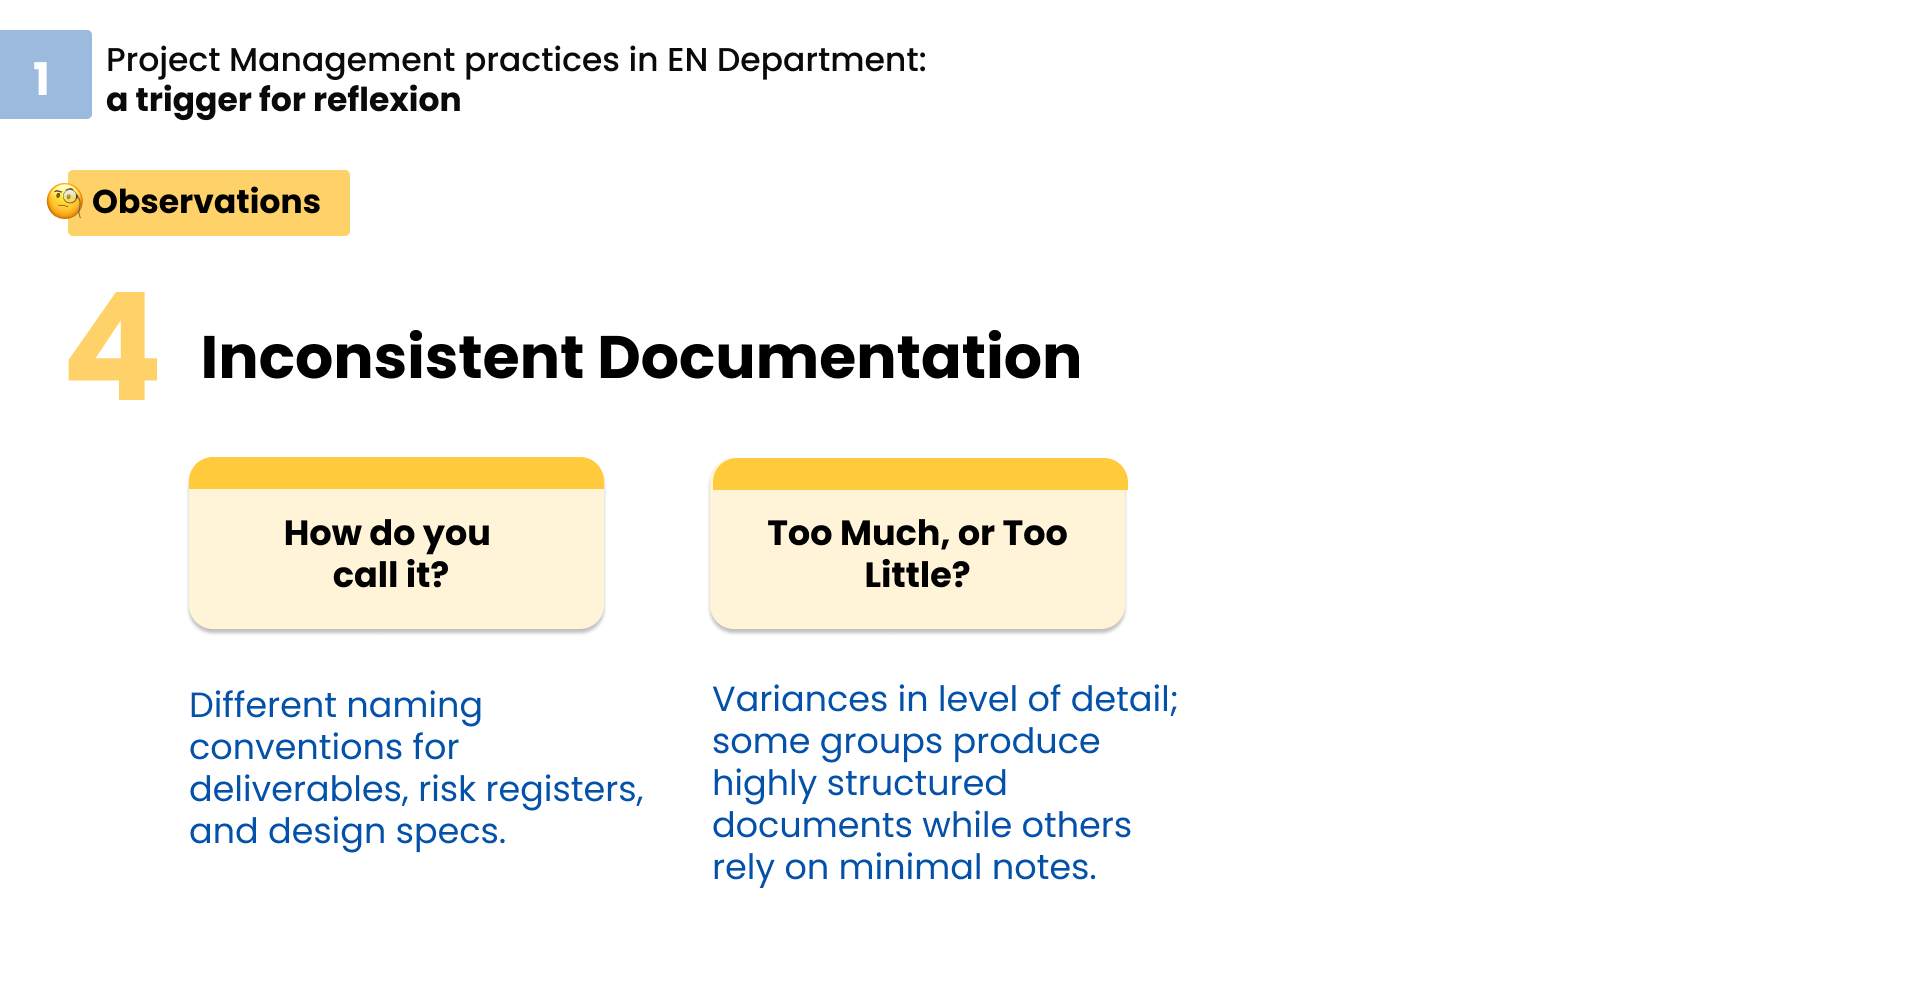 1
Project Management practices in EN Department:
a trigger for reflexion
Observations
4
Inconsistent Documentation
How do you
call it?
Too Much, or Too
Little?
Different naming
conventions for
deliverables, risk registers,
and design specs.
Variances in level of detail;
some groups produce
highly structured
documents while others
rely on minimal notes.